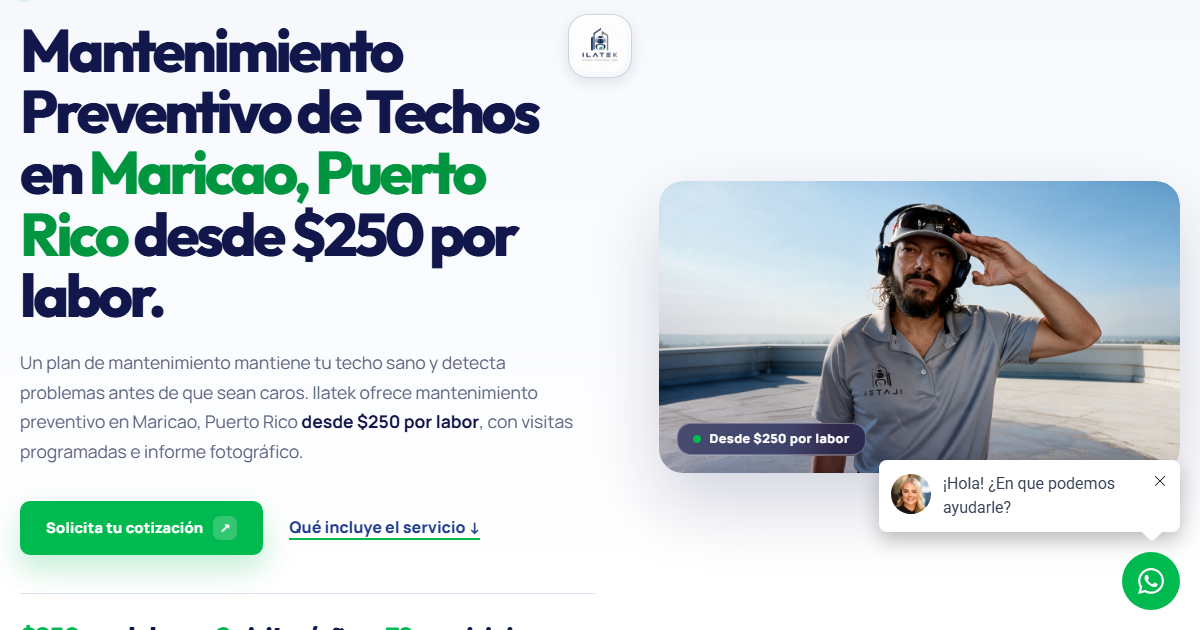 Mantenimiento
Preventivo de Techos
en Maricao, Puerto
Rico desde $250 por
labor.
ILATEK
Un plan de mantenimiento mantiene tu techo sano y detecta
problemas antes de que sean caros. Ilatek ofrece mantenimiento
preventivo en Maricao, Puerto Rico desde $250 por labor, con visitas
programadas e informe fotográfico.
Solicita tu cotización ↗
Qué incluye el servicio ↓
Desde $250 por labor
¡Hola! ¿En que podemos
ayudarle?